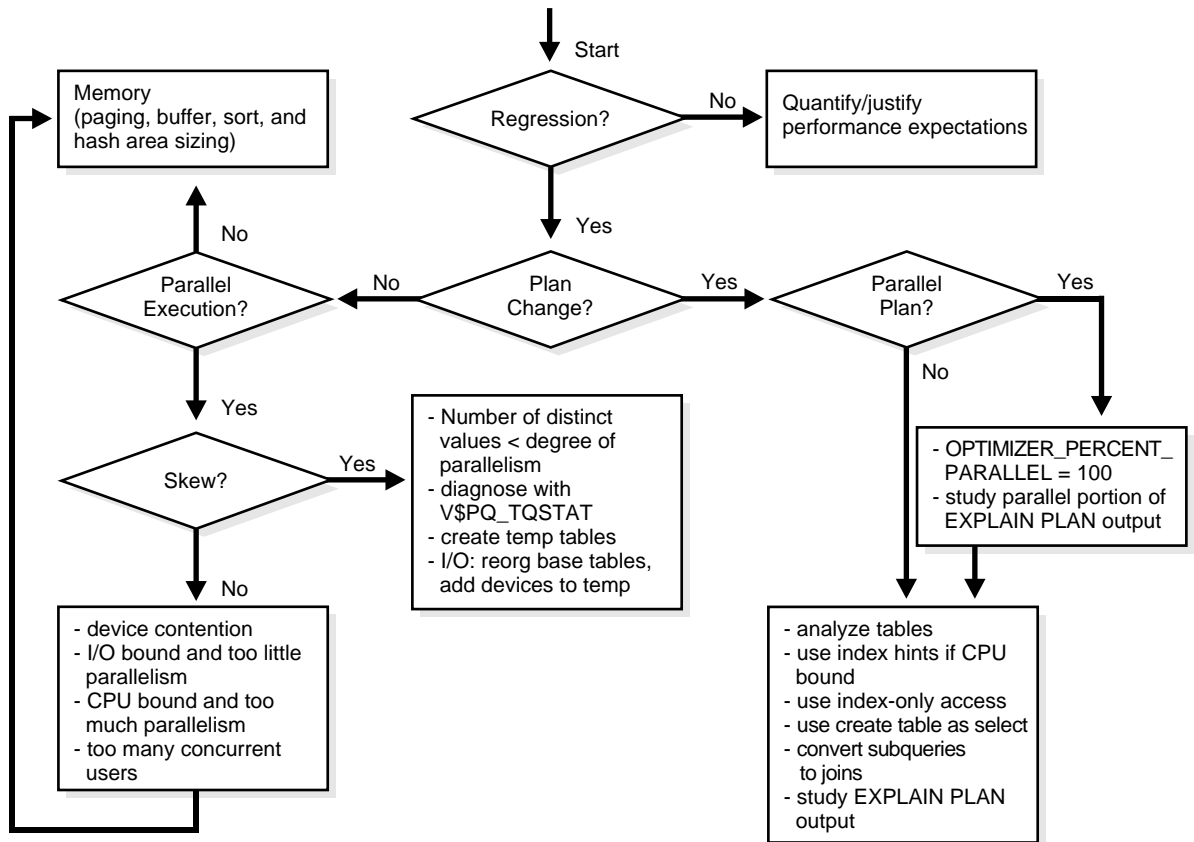 Start
Memory
(paging, buffer, sort, and
hash area sizing)
Regression?
No
Quantify/justify
performance expectations
Yes
No
Parallel
Execution?
No
Plan
Change?
Yes
Parallel
Plan?
Yes
No
Yes
Skew?
Yes
- Number of distinct
values < degree of
parallelism
- diagnose with
V$PQ_TQSTAT
- create temp tables
- I/O: reorg base tables,
add devices to temp
- OPTIMIZER_PERCENT_
PARALLEL = 100
- study parallel portion of
EXPLAIN PLAN output
No
- device contention
- I/O bound and too little
parallelism
- CPU bound and too
much parallelism
- too many concurrent
users
- analyze tables
- use index hints if CPU
bound
- use index-only access
- use create table as select
- convert subqueries
to joins
- study EXPLAIN PLAN
output